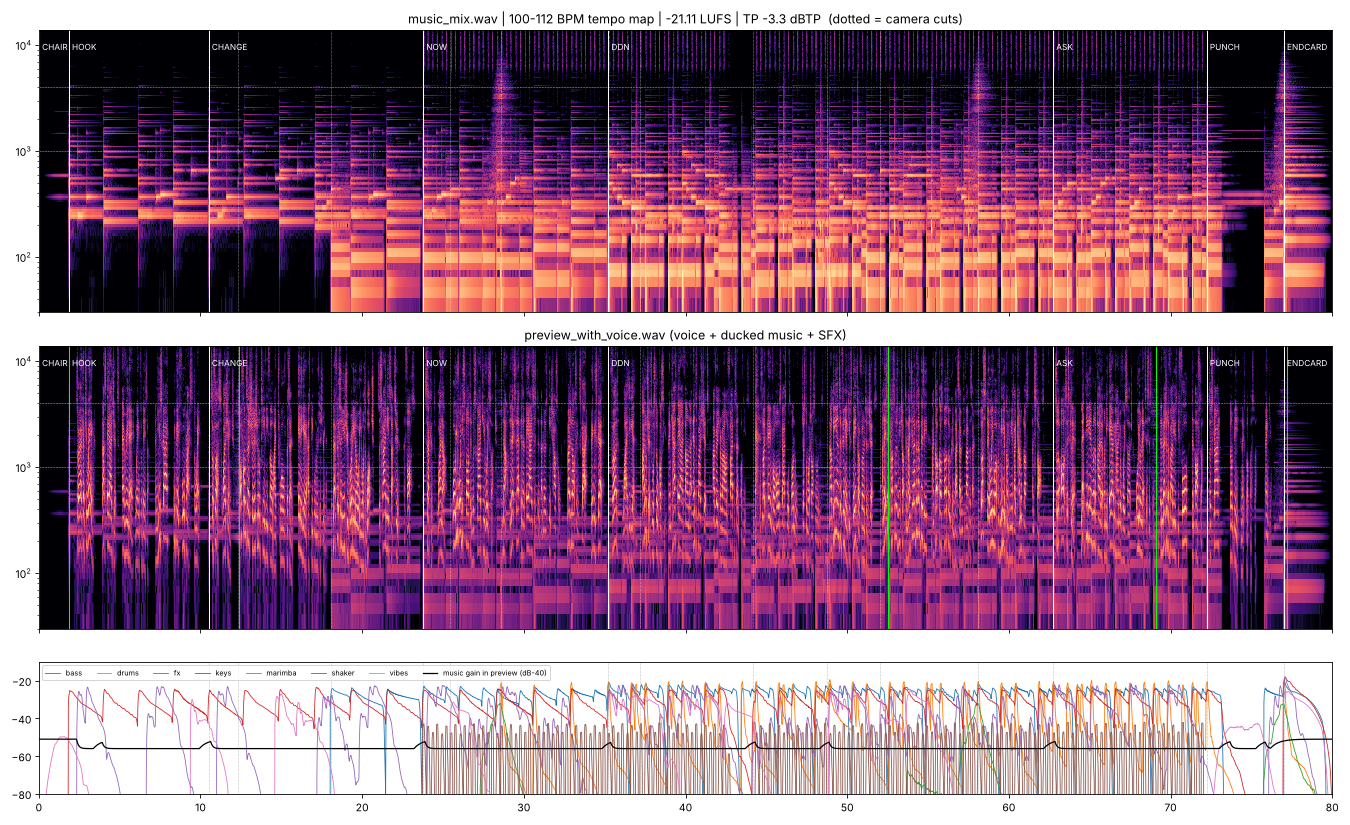 music_mix.wav | 100-112 BPM tempo map | -21.11 LUFS | TP -3.3 dBTP  (dotted = camera cuts)
10⁴
10³
10²
CHAIR HOOK CHANGE NOW DDN ASK PUNCH ENDCARD
preview_with_voice.wav (voice + ducked music + SFX)
10⁴
10³
10²
CHAIR HOOK CHANGE NOW DDN ASK PUNCH ENDCARD
bass drums fx keys marimba shaker vibes music gain in preview (dB-40)
−20
−40
−60
−80
0 10 20 30 40 50 60 70 80